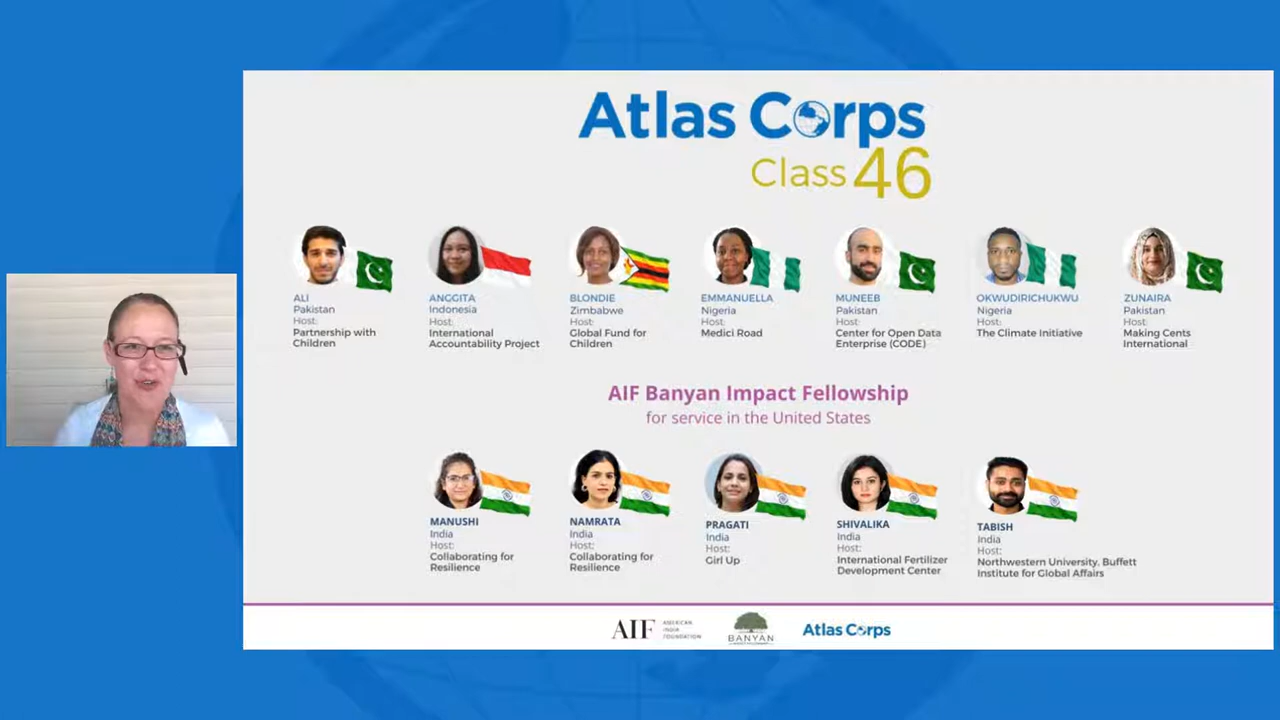 Atlas Corps
Class 46
ALI
Pakistan
Host:
Partnership with
Children
ANGGITA
Indonesia
Host:
International
Accountability Project
BLONDIE
Zimbabwe
Host:
Global Fund for
Children
EMMANUELLA
Nigeria
Host:
Medici Road
MUNEEB
Pakistan
Host:
Center for Open Data
Enterprise (CODE)
OKWUDIRICHUKWU
Nigeria
Host:
The Climate Initiative
ZUNAIRA
Pakistan
Host:
Making Cents
International
AIF Banyan Impact Fellowship
for service in the United States
MANUSHI
India
Host:
Collaborating for
Resilience
NAMRATA
India
Host:
Collaborating for
Resilience
PRAGATI
India
Host:
Girl Up
SHIVALIKA
India
Host:
International Fertilizer
Development Center
TABISH
India
Host:
Northwestern University, Buffett
Institute for Global Affairs
AIF
AMERICAN
INDIA
FOUNDATION
BANYAN
Atlas Corps